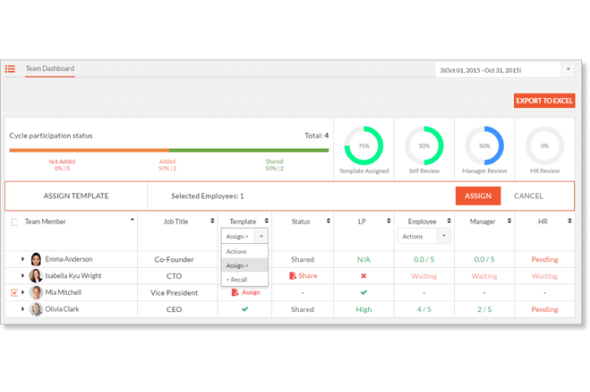 Team Dashboard
3(Oct 01, 2015 -Oct 31, 2015)
EXPORT TO EXCEL
Cycle participation status Total: 4
Not Added Added Shared
0% | 0 50% | 2 50% | 2
75% 50% 50% 0%
Template Assigned Self Review Manager Review HR Review
ASSIGN TEMPLATE Selected Employees: 1 ASSIGN CANCEL
Team Member Job Title Template Status LP Employee Manager HR
Assign » Actions
Actions
Assign »
« Recall
Emma Anderson Co-Founder Shared N/A 0.0 / 5 0.0 / 5 Pending
Isabella Kyu Wright CTO Share Waiting Waiting Waiting
Mia Mitchell Vice President Assign - - - -
Olivia Clark CEO Shared High 4 / 5 2 / 5 Pending